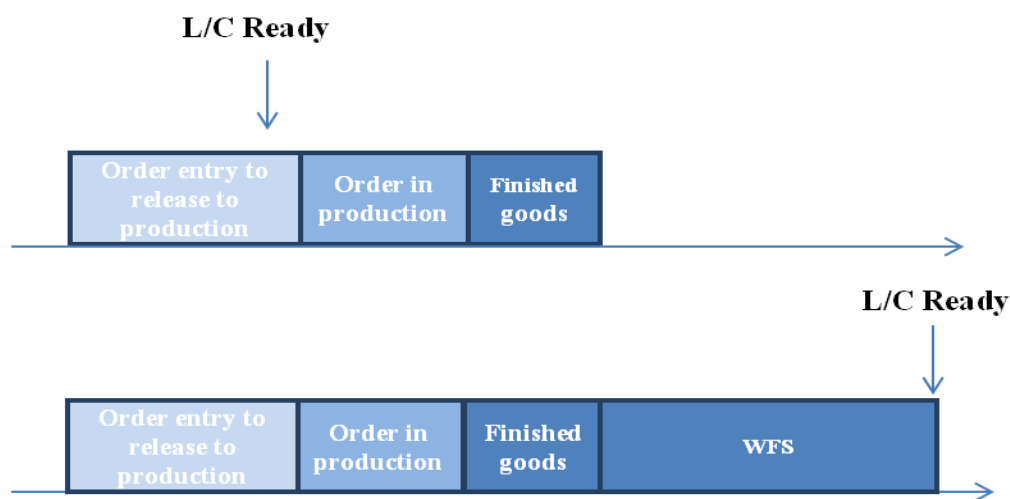 L/C Ready
Order entry to
release to
production
Order in
production
Finished
goods
L/C Ready
Order entry to
release to
production
Order in
production
Finished
goods
WFS